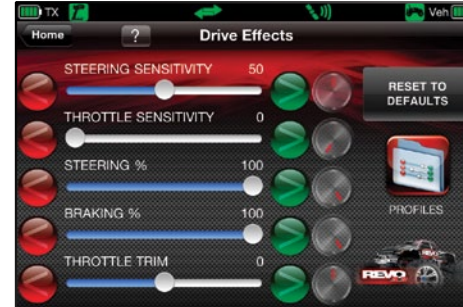 TX
Veh
Home
?
Drive Effects
STEERING SENSITIVITY 50
RESET TO
DEFAULTS
THROTTLE SENSITIVITY 0
STEERING % 100
BRAKING % 100
PROFILES
THROTTLE TRIM 0
REVO